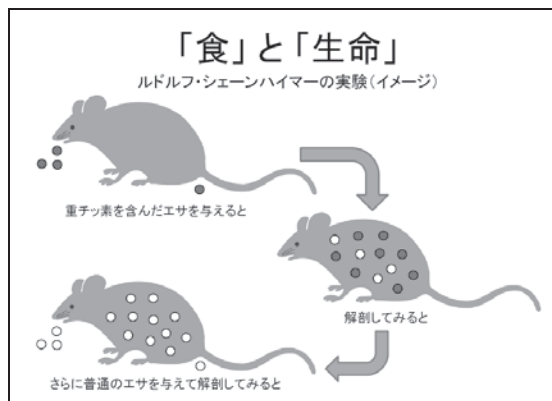 「食」と「生命」
ルドルフ・シェーンハイマーの実験(イメージ)
重チッ素を含んだエサを与えると
解剖してみると
さらに普通のエサを与えて解剖してみると